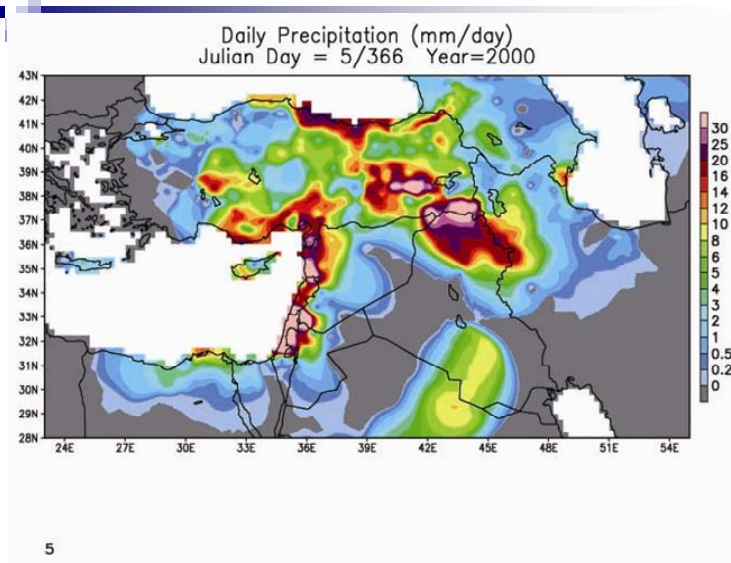 Daily Precipitation (mm/day)
Julian Day = 5/366 Year=2000
43N
42N
41N
40N
39N
38N
37N
36N
35N
34N
33N
32N
31N
30N
29N
28N
24E 27E 30E 33E 36E 39E 42E 45E 48E 51E 54E
30
25
20
16
14
12
10
8
6
5
4
3
2
1
0.5
0.2
0
5